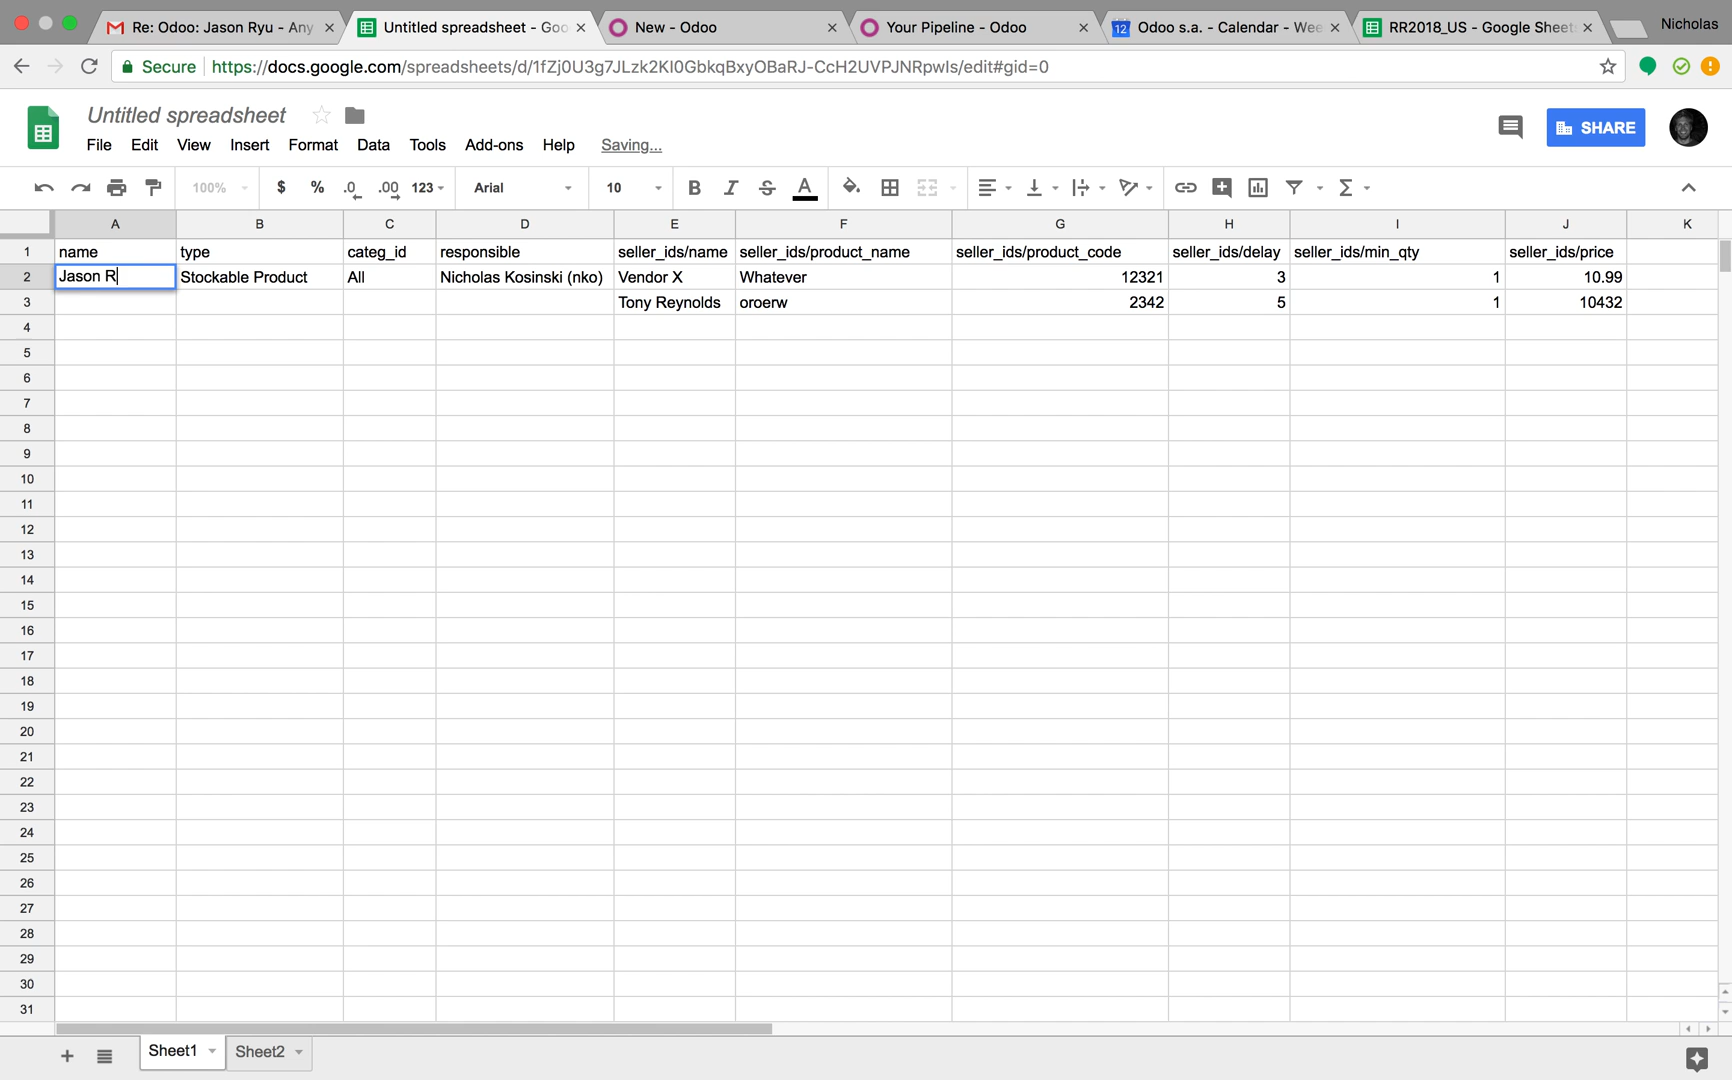 Re: Odoo: Jason Ryu - Any
Untitled spreadsheet - Goo
New - Odoo
Your Pipeline - Odoo
12 Odoo s.a. - Calendar - Wee
RR2018_US - Google Sheets
Nicholas
Secure https://docs.google.com/spreadsheets/d/1fZj0U3g7JLzk2KI0GbkqBxyOBaRJ-CcH2UVPJNRpwIs/edit#gid=0
Untitled spreadsheet
File Edit View Insert Format Data Tools Add-ons Help Saving...
SHARE
100% $ % .0 .00 123 Arial 10 B I S A Σ
A B C D E F G H I J K
1 name type categ_id responsible seller_ids/name seller_ids/product_name seller_ids/product_code seller_ids/delay seller_ids/min_qty seller_ids/price
2 Jason R Stockable Product All Nicholas Kosinski (nko) Vendor X Whatever 12321 3 1 10.99
3 Tony Reynolds oroerw 2342 5 1 10432
4
5
6
7
8
9
10
11
12
13
14
15
16
17
18
19
20
21
22
23
24
25
26
27
28
29
30
31
Sheet1 Sheet2